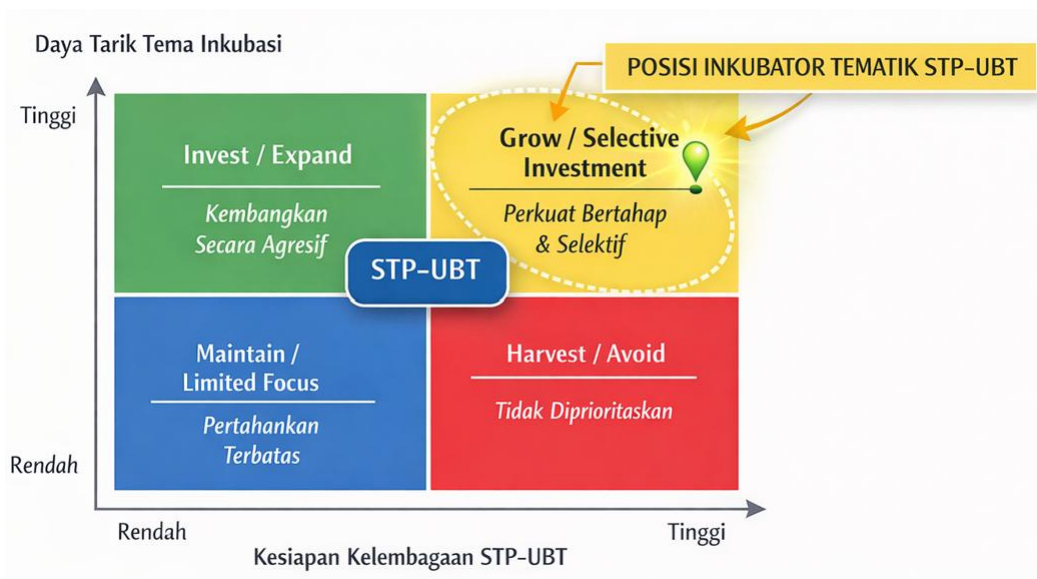 Daya Tarik Tema Inkubasi
POSISI INKUBATOR TEMATIK STP-UBT
Tinggi
Invest / Expand
Kembangkan
Secara Agresif
Grow / Selective
Investment
Perkuat Bertahap
& Selektif
STP-UBT
Maintain /
Limited Focus
Pertahankan
Terbatas
Harvest / Avoid
Tidak Diprioritaskan
Rendah
Rendah
Tinggi
Kesiapan Kelembagaan STP-UBT